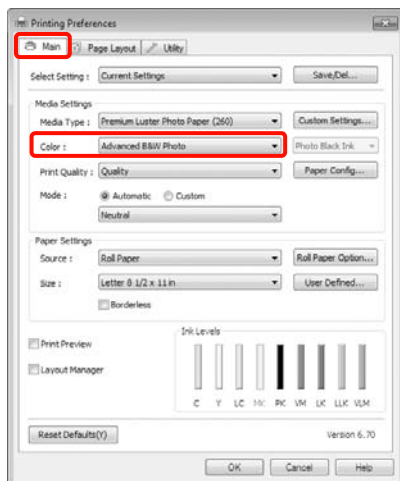 Printing Preferences
Main Page Layout Utility
Select Setting : Current Settings Save/Del...
Media Settings
Media Type : Premium Luster Photo Paper (260) Custom Settings...
Color : Advanced B&W Photo Photo Black Ink
Print Quality : Quality Paper Config...
Mode : Automatic Custom
Neutral
Paper Settings
Source : Roll Paper Roll Paper Option...
Size : Letter 8 1/2 x 11 in User Defined...
Borderless
Ink Levels
Print Preview
Layout Manager
C Y LC MK PK VM LK LLK VLM
Reset Defaults(Y) Version 6.70
OK Cancel Help